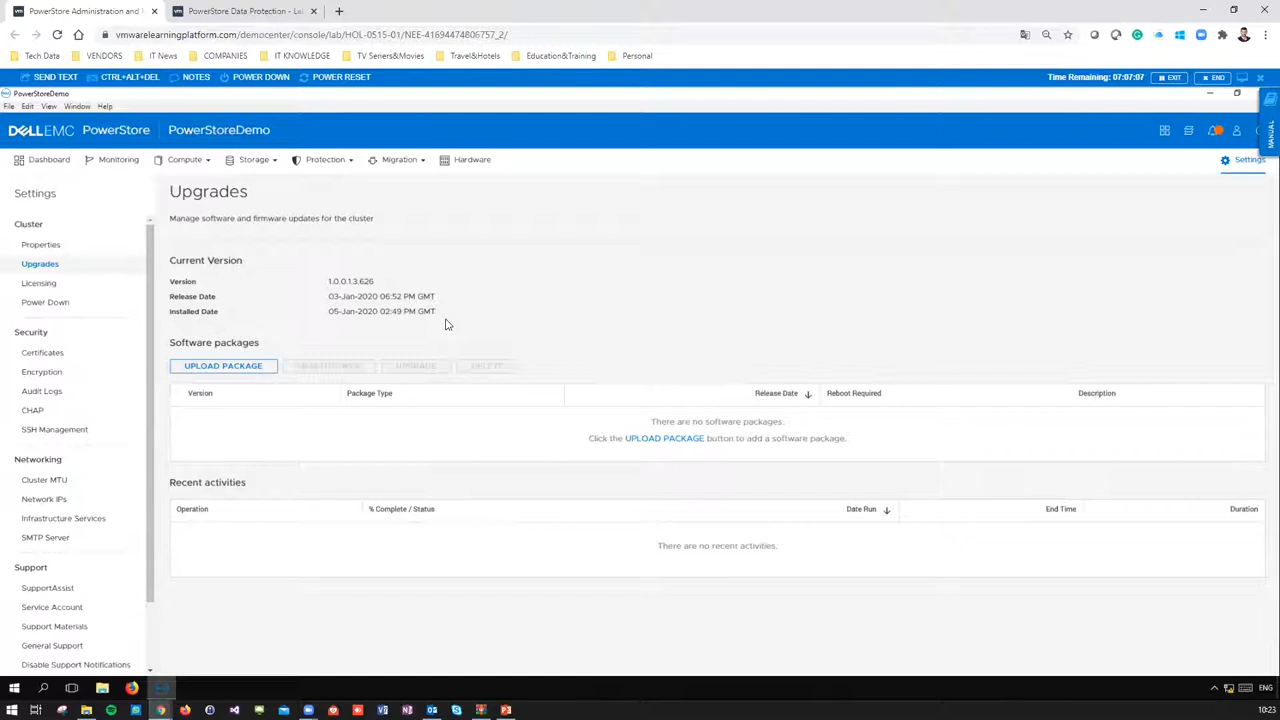 PowerStore Administration and
PowerStore Data Protection - La
vmwarelearningplatform.com/democenter/console/lab/HOL-0515-01/NEE-41694474806757_2/
Tech Data VENDORS IT News COMPANIES IT KNOWLEDGE TV Seriers&Movies Travel&Hotels Education&Training Personal
SEND TEXT CTRL+ALT+DEL NOTES POWER DOWN POWER RESET Time Remaining: 07:07:07 EXIT END
PowerStoreDemo
File Edit View Window Help
MANUAL
DELLEMC PowerStore PowerStoreDemo
Dashboard Monitoring Compute Storage Protection Migration Hardware Settings
Settings
Cluster
Properties
Upgrades
Licensing
Power Down
Security
Certificates
Encryption
Audit Logs
CHAP
SSH Management
Networking
Cluster MTU
Network IPs
Infrastructure Services
SMTP Server
Support
SupportAssist
Service Account
Support Materials
General Support
Disable Support Notifications
Upgrades
Manage software and firmware updates for the cluster
Current Version
Version 1.0.0.1.3.626
Release Date 03-Jan-2020 06:52 PM GMT
Installed Date 05-Jan-2020 02:49 PM GMT
Software packages
UPLOAD PACKAGE UPGRADE DELETE
Version Package Type Release Date Reboot Required Description
There are no software packages.
Click the UPLOAD PACKAGE button to add a software package.
Recent activities
Operation % Complete / Status Date Run End Time Duration
There are no recent activities.
ENG
10:23